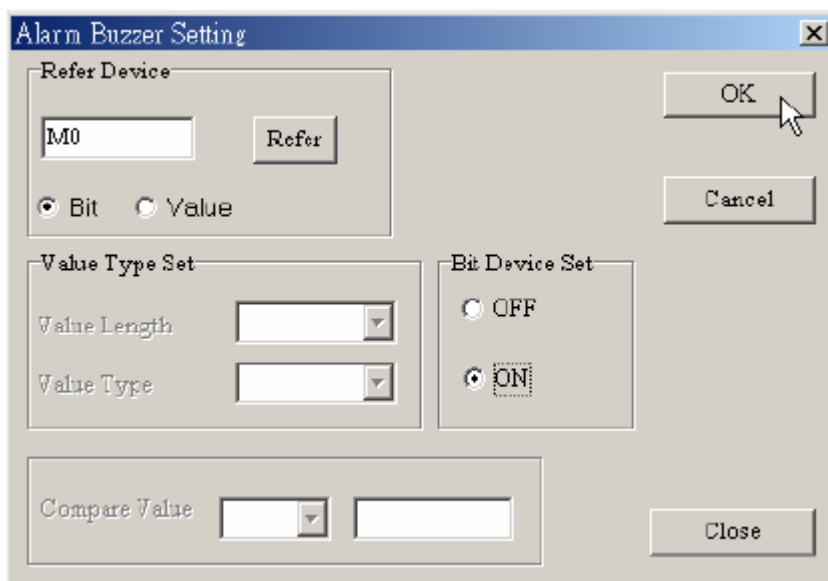 Alarm Buzzer Setting
Refer Device
M0
Refer
Bit
Value
OK
Cancel
Value Type Set
Value Length
Value Type
Bit Device Set
OFF
ON
Compare Value
Close